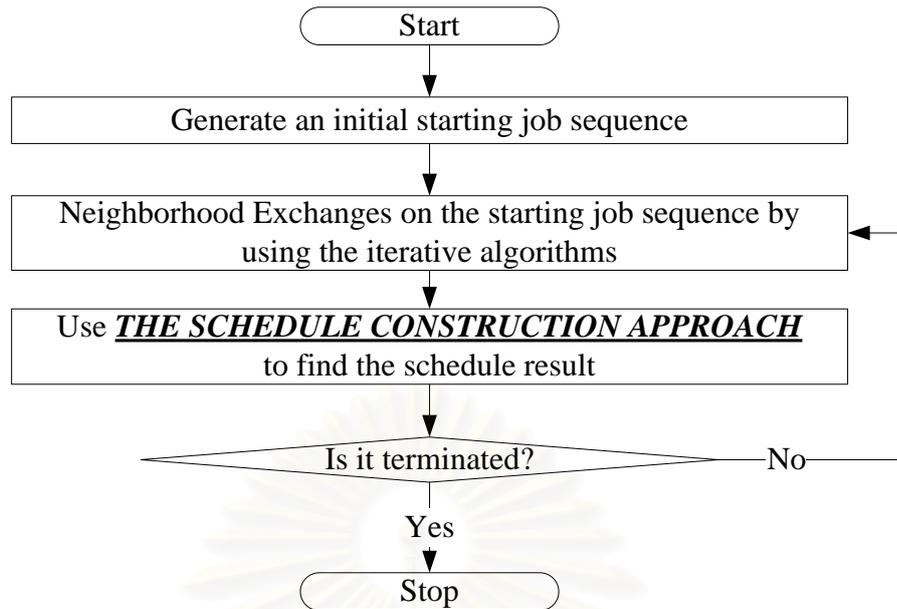 Start
Generate an initial starting job sequence
Neighborhood Exchanges on the starting job sequence by
using the iterative algorithms
Use THE SCHEDULE CONSTRUCTION APPROACH
to find the schedule result
Is it terminated?
No
Yes
Stop